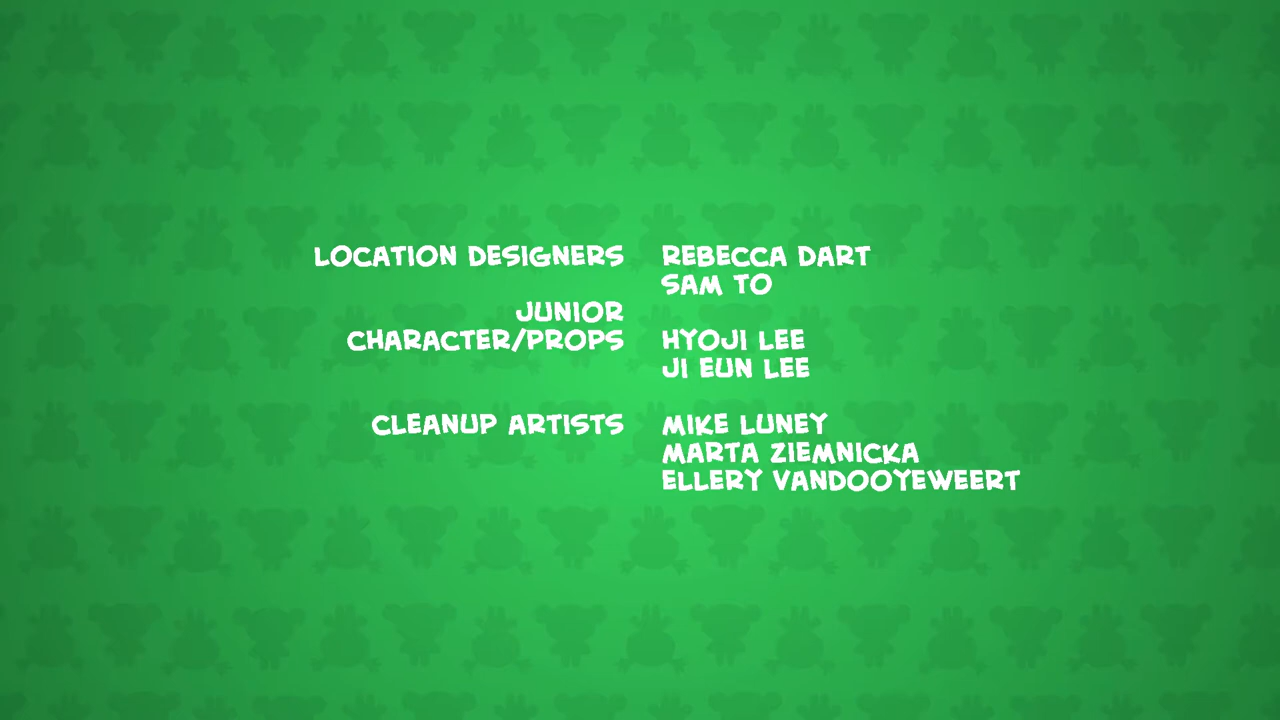 LOCATION DESIGNERS REBECCA DART
SAM TO
JUNIOR
CHARACTER/PROPS HYOJI LEE
JI EUN LEE
CLEANUP ARTISTS MIKE LUNEY
MARTA ZIEMNICKA
ELLERY VANDOOYEWEERT